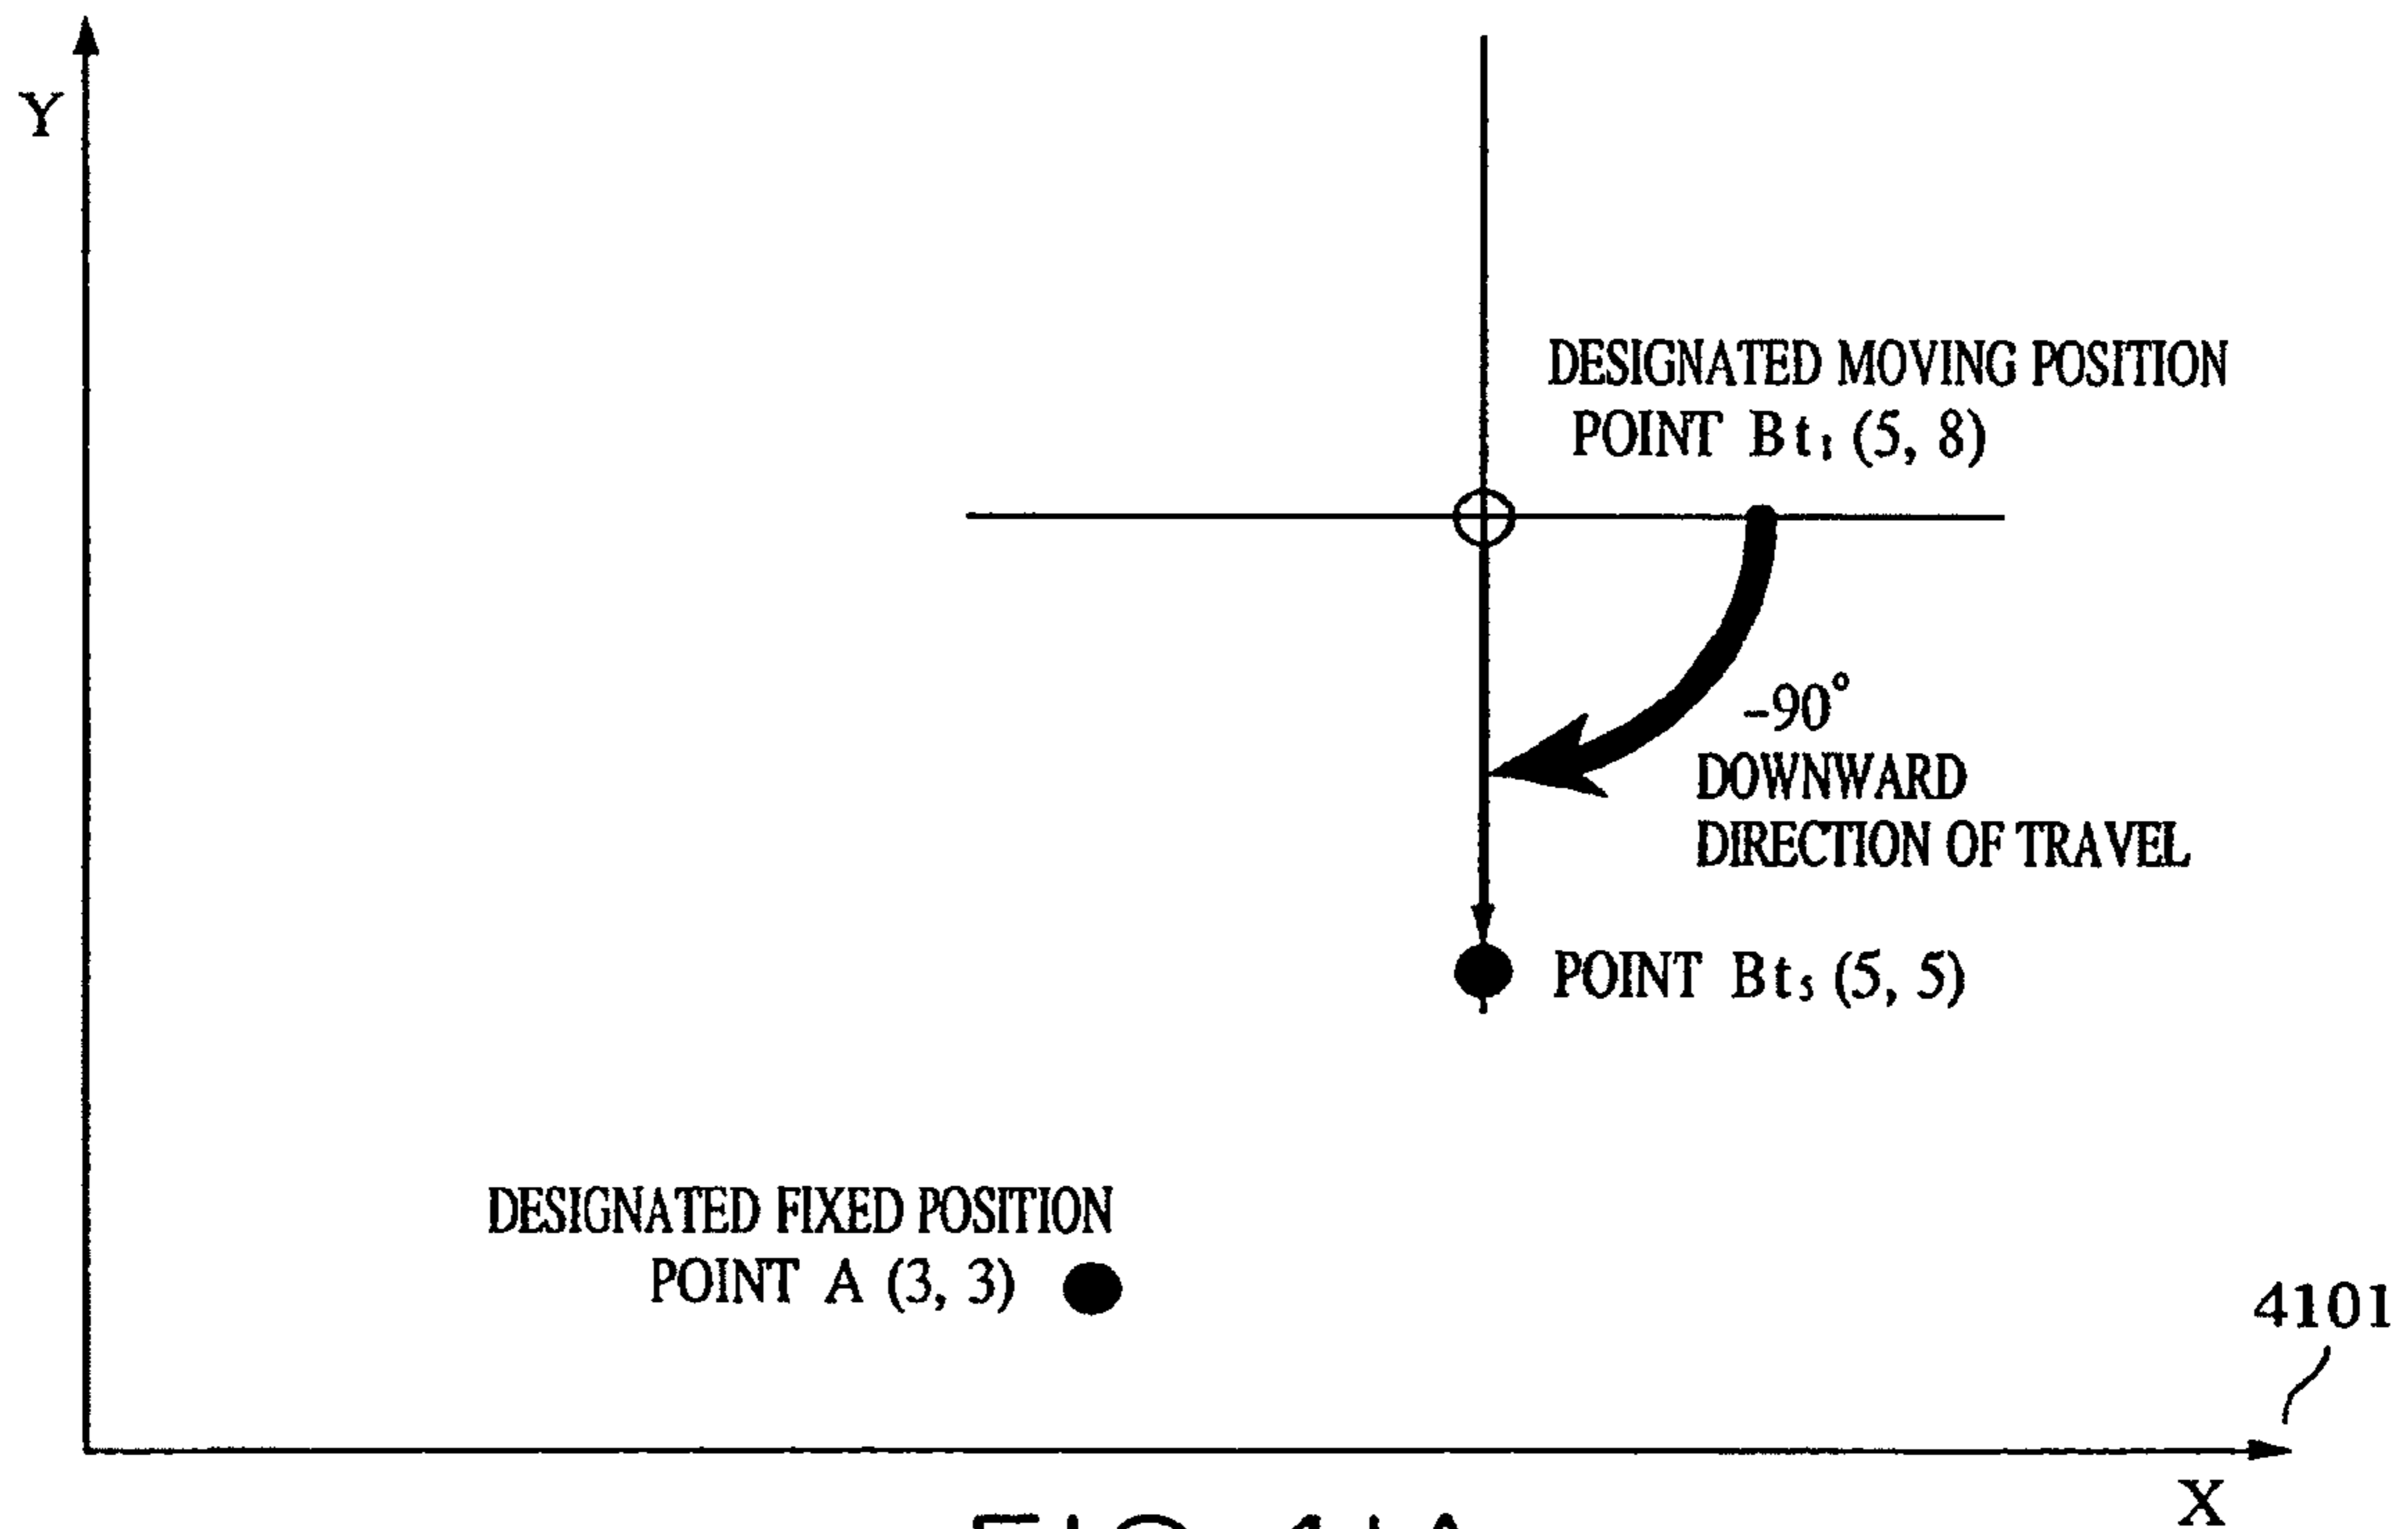 Y
DESIGNATED MOVING POSITION
POINT Bt₁ (5, 8)
-90°
DOWNWARD
DIRECTION OF TRAVEL
POINT Bt₅ (5, 5)
DESIGNATED FIXED POSITION
POINT A (3, 3)
4101
X